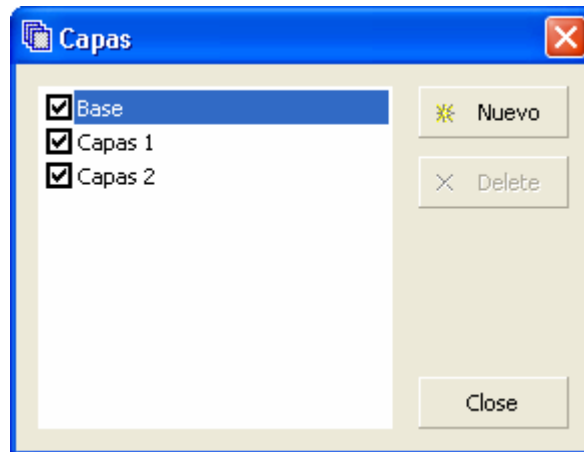 Capas
Base
Capas 1
Capas 2
Nuevo
Delete
Close